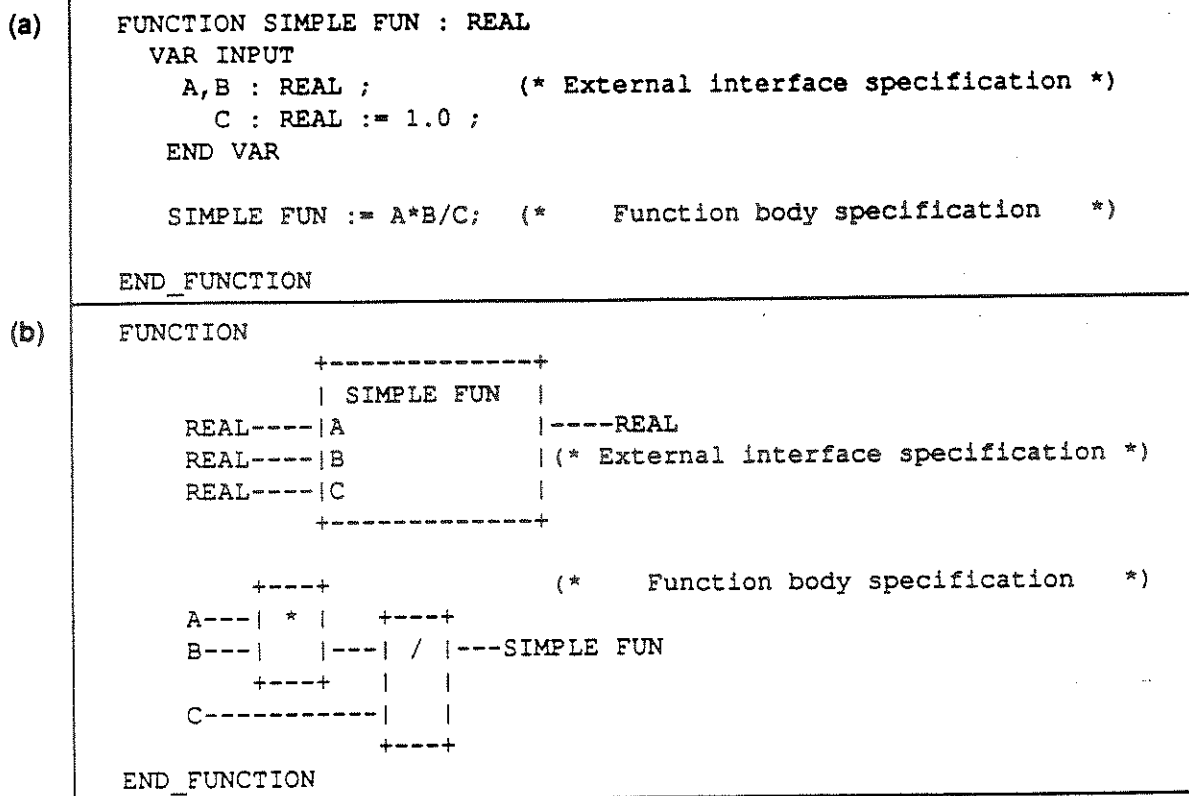 (a) FUNCTION SIMPLE FUN : REAL
VAR INPUT
A,B : REAL ; (* External interface specification *)
C : REAL := 1.0 ;
END VAR
SIMPLE FUN := A*B/C; (* Function body specification *)
END_FUNCTION
(b) FUNCTION
+--------------+
| SIMPLE FUN |
REAL----|A |----REAL
REAL----|B |(* External interface specification *)
REAL----|C |
+--------------+
+---+ (* Function body specification *)
A---| * | +---+
B---| |---| / |---SIMPLE FUN
+---+ | |
C-----------| |
+---+
END_FUNCTION